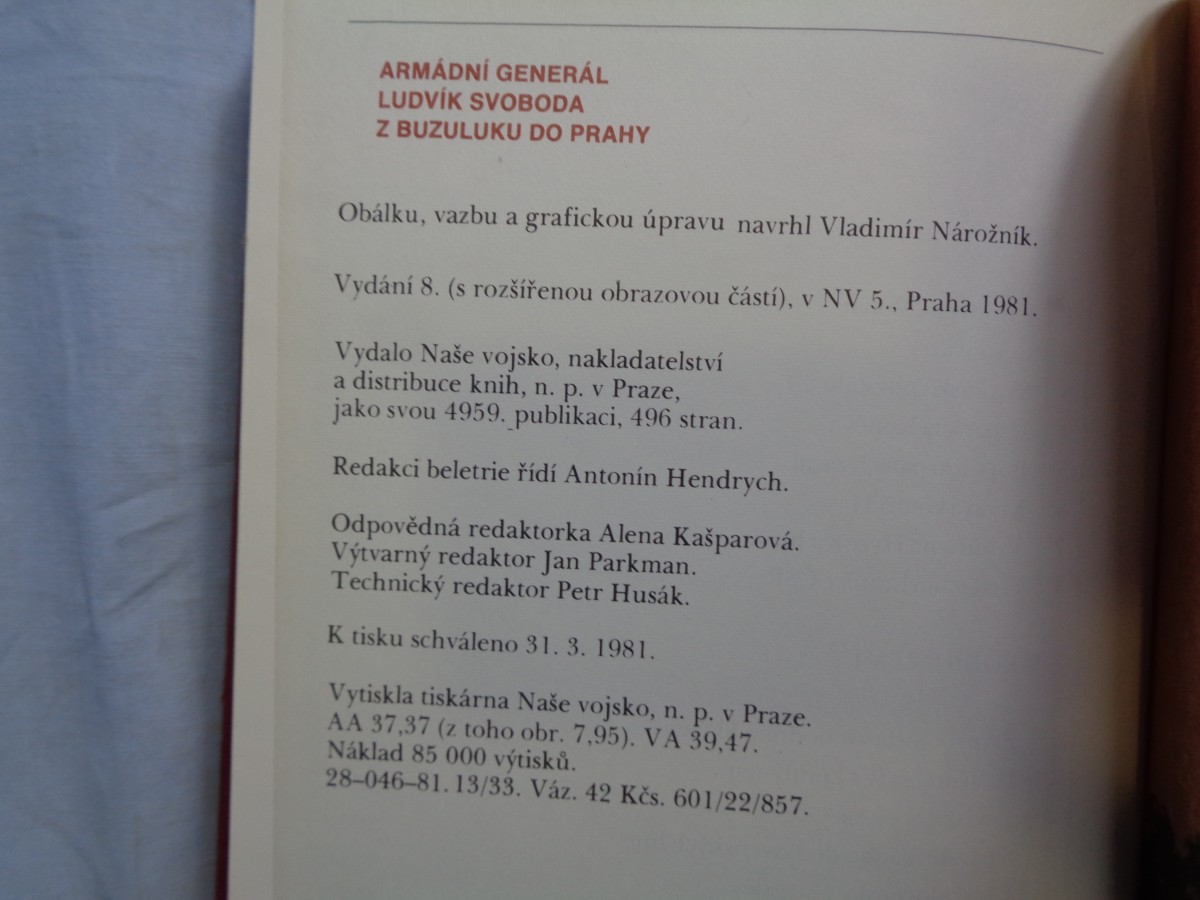 ARMÁDNÍ GENERÁL
LUDVÍK SVOBODA
Z BUZULUKU DO PRAHY
Obálku, vazbu a grafickou úpravu navrhl Vladimír Nárožník.
Vydání 8. (s rozšířenou obrazovou částí), v NV 5., Praha 1981.
Vydalo Naše vojsko, nakladatelství
a distribuce knih, n. p. v Praze,
jako svou 4959. publikaci, 496 stran.
Redakci beletrie řídí Antonín Hendrych.
Odpovědná redaktorka Alena Kašparová.
Výtvarný redaktor Jan Parkman.
Technický redaktor Petr Husák.
K tisku schváleno 31. 3. 1981.
Vytiskla tiskárna Naše vojsko, n. p. v Praze.
AA 37,37 (z toho obr. 7,95). VA 39,47.
Náklad 85 000 výtisků.
28–046–81. 13/33. Váz. 42 Kčs. 601/22/857.